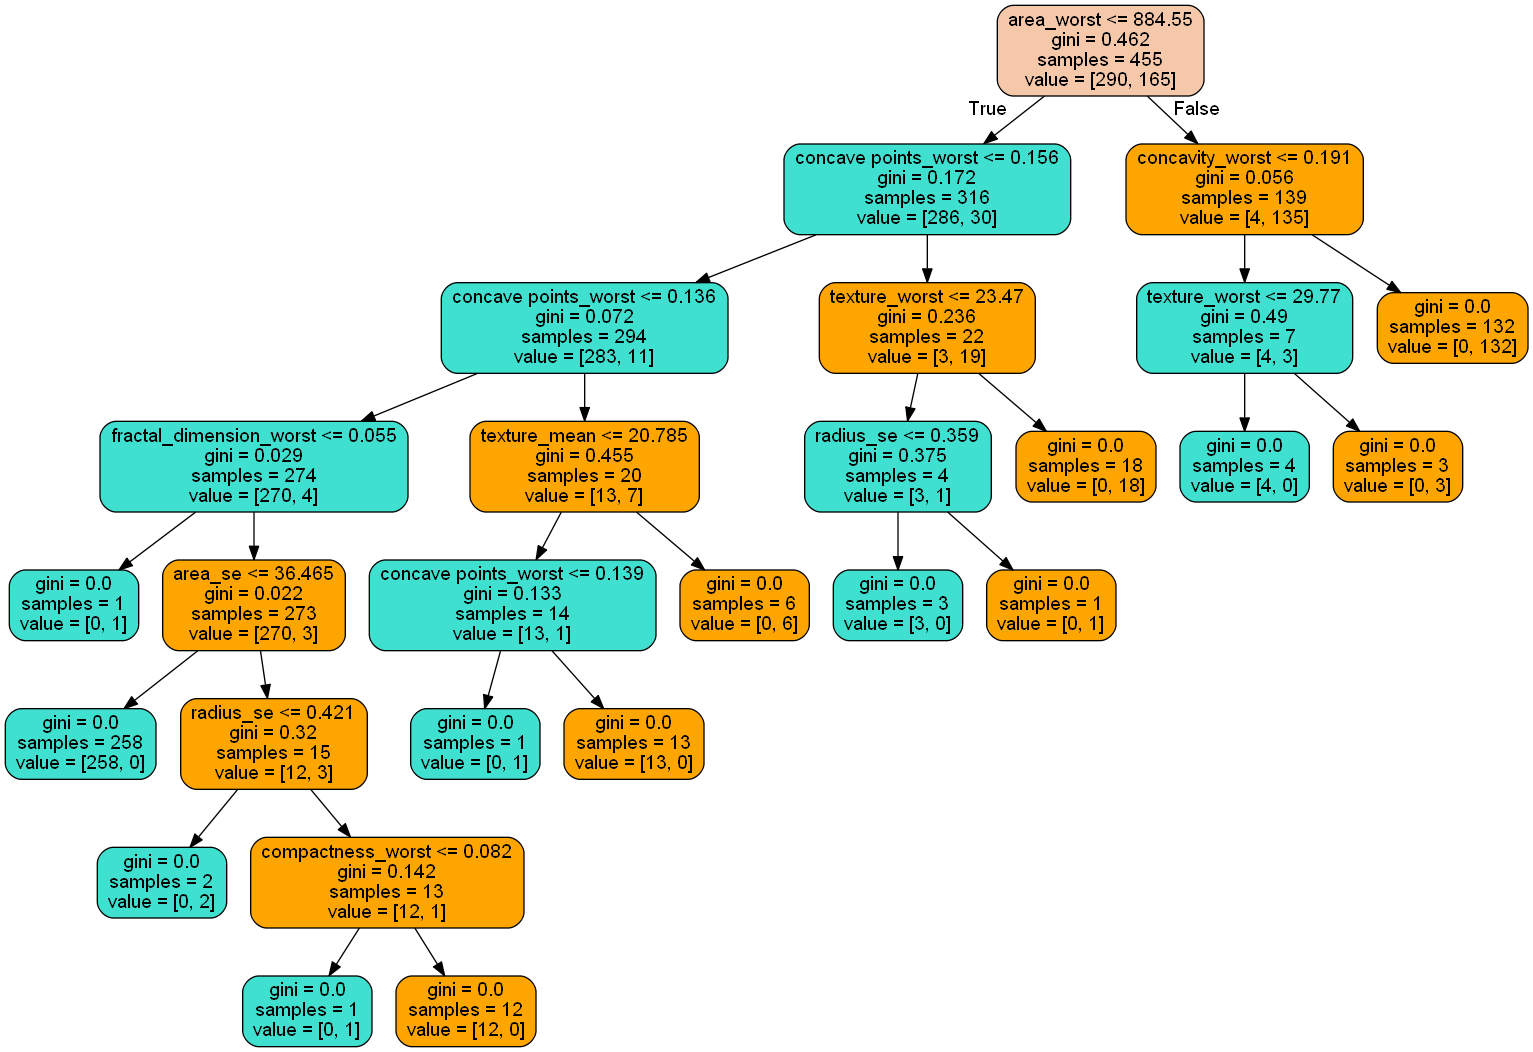 area_worst <= 884.55
gini = 0.462
samples = 455
value = [290, 165]
True
False
concave points_worst <= 0.156
gini = 0.172
samples = 316
value = [286, 30]
concavity_worst <= 0.191
gini = 0.056
samples = 139
value = [4, 135]
concave points_worst <= 0.136
gini = 0.072
samples = 294
value = [283, 11]
texture_worst <= 23.47
gini = 0.236
samples = 22
value = [3, 19]
texture_worst <= 29.77
gini = 0.49
samples = 7
value = [4, 3]
gini = 0.0
samples = 132
value = [0, 132]
fractal_dimension_worst <= 0.055
gini = 0.029
samples = 274
value = [270, 4]
texture_mean <= 20.785
gini = 0.455
samples = 20
value = [13, 7]
radius_se <= 0.359
gini = 0.375
samples = 4
value = [3, 1]
gini = 0.0
samples = 18
value = [0, 18]
gini = 0.0
samples = 4
value = [4, 0]
gini = 0.0
samples = 3
value = [0, 3]
gini = 0.0
samples = 1
value = [0, 1]
area_se <= 36.465
gini = 0.022
samples = 273
value = [270, 3]
concave points_worst <= 0.139
gini = 0.133
samples = 14
value = [13, 1]
gini = 0.0
samples = 6
value = [0, 6]
gini = 0.0
samples = 3
value = [3, 0]
gini = 0.0
samples = 1
value = [0, 1]
gini = 0.0
samples = 258
value = [258, 0]
radius_se <= 0.421
gini = 0.32
samples = 15
value = [12, 3]
gini = 0.0
samples = 1
value = [0, 1]
gini = 0.0
samples = 13
value = [13, 0]
gini = 0.0
samples = 2
value = [0, 2]
compactness_worst <= 0.082
gini = 0.142
samples = 13
value = [12, 1]
gini = 0.0
samples = 1
value = [0, 1]
gini = 0.0
samples = 12
value = [12, 0]